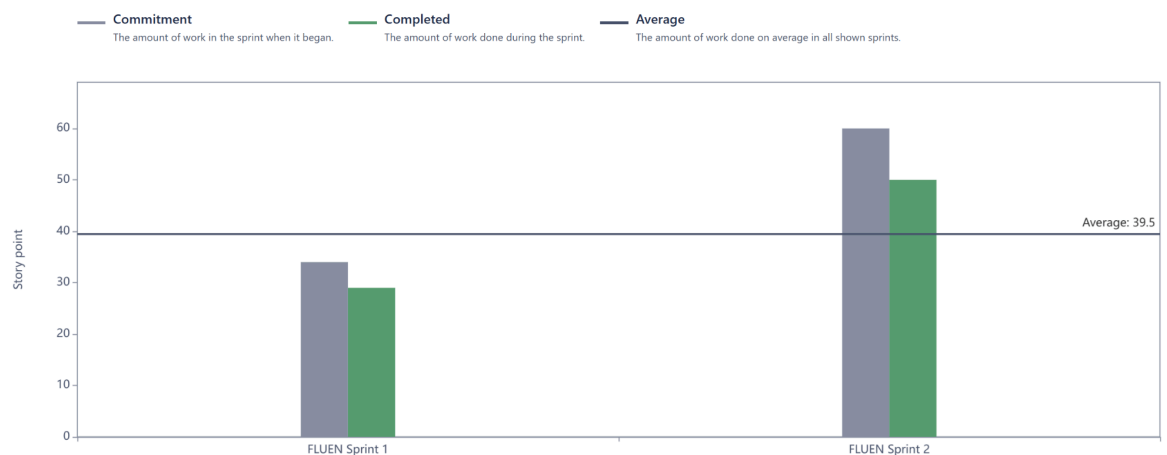 Commitment
The amount of work in the sprint when it began.
Completed
The amount of work done during the sprint.
Average
The amount of work done on average in all shown sprints.
Story point
60
50
40
30
20
10
0
Average: 39.5
FLUEN Sprint 1
FLUEN Sprint 2